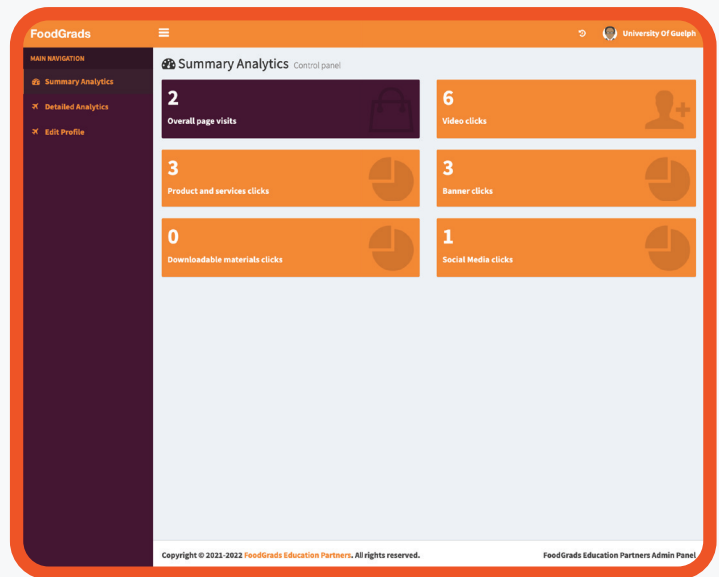 FoodGrads
University Of Guelph
MAIN NAVIGATION
Summary Analytics
Detailed Analytics
Edit Profile
Summary Analytics Control panel
2
Overall page visits
6
Video clicks
3
Product and services clicks
3
Banner clicks
0
Downloadable materials clicks
1
Social Media clicks
Copyright © 2021-2022 FoodGrads Education Partners. All rights reserved.
FoodGrads Education Partners Admin Panel